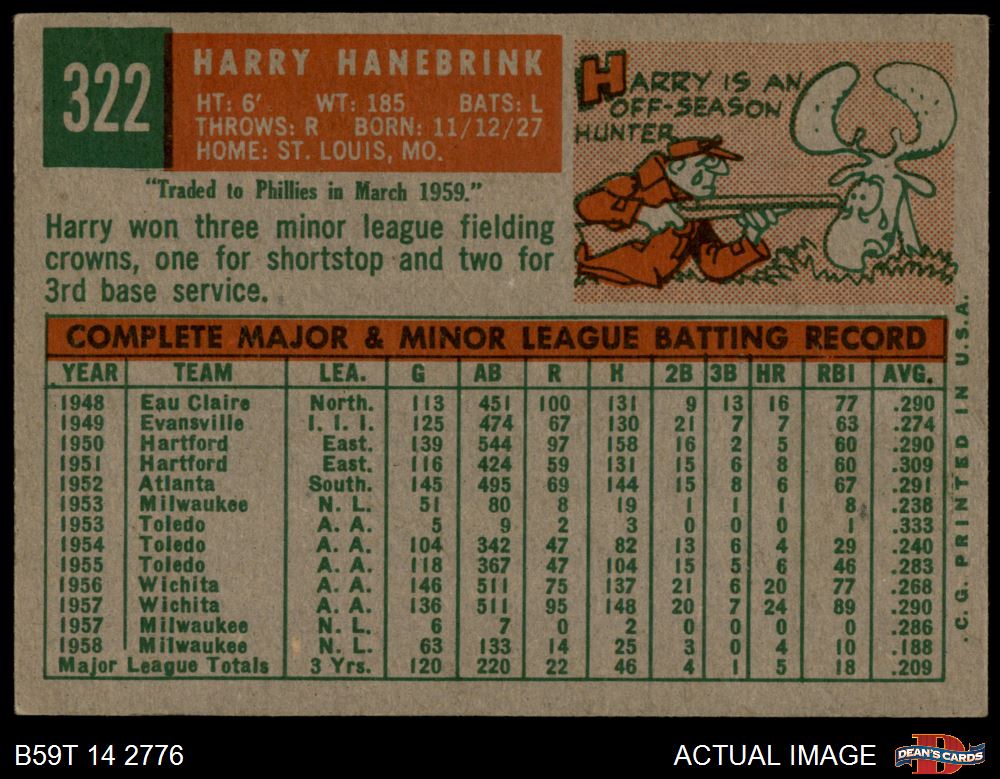 322
HARRY HANEBRINK
HT: 6' WT: 185 BATS: L
THROWS: R BORN: 11/12/27
HOME: ST. LOUIS, MO.
"Traded to Phillies in March 1959."
Harry won three minor league fielding
crowns, one for shortstop and two for
3rd base service.
HARRY IS AN
OFF-SEASON
HUNTER
COMPLETE MAJOR & MINOR LEAGUE BATTING RECORD
YEAR TEAM LEA. G AB R H 2B 3B HR RBI AVG.
1948 Eau Claire North. 113 451 100 131 9 13 16 77 .290
1949 Evansville I. I. I. 125 474 67 130 21 7 7 63 .274
1950 Hartford East. 139 544 97 158 16 2 5 60 .290
1951 Hartford East. 116 424 59 131 15 6 8 60 .309
1952 Atlanta South. 145 495 69 144 15 8 6 67 .291
1953 Milwaukee N. L. 51 80 8 19 1 1 1 8 .238
1953 Toledo A. A. 5 9 2 3 0 0 0 1 .333
1954 Toledo A. A. 104 342 47 82 13 6 4 29 .240
1955 Toledo A. A. 118 367 47 104 15 5 6 46 .283
1956 Wichita A. A. 146 511 75 137 21 6 20 77 .268
1957 Wichita A. A. 136 511 95 148 20 7 24 89 .290
1957 Milwaukee N. L. 6 7 0 2 0 0 0 0 .286
1958 Milwaukee N. L. 63 133 14 25 3 0 4 10 .188
Major League Totals 3 Yrs. 120 220 22 46 4 1 5 18 .209
.C.G. PRINTED IN U.S.A.
B59T 14 2776
ACTUAL IMAGE
D
DEAN'S CARDS